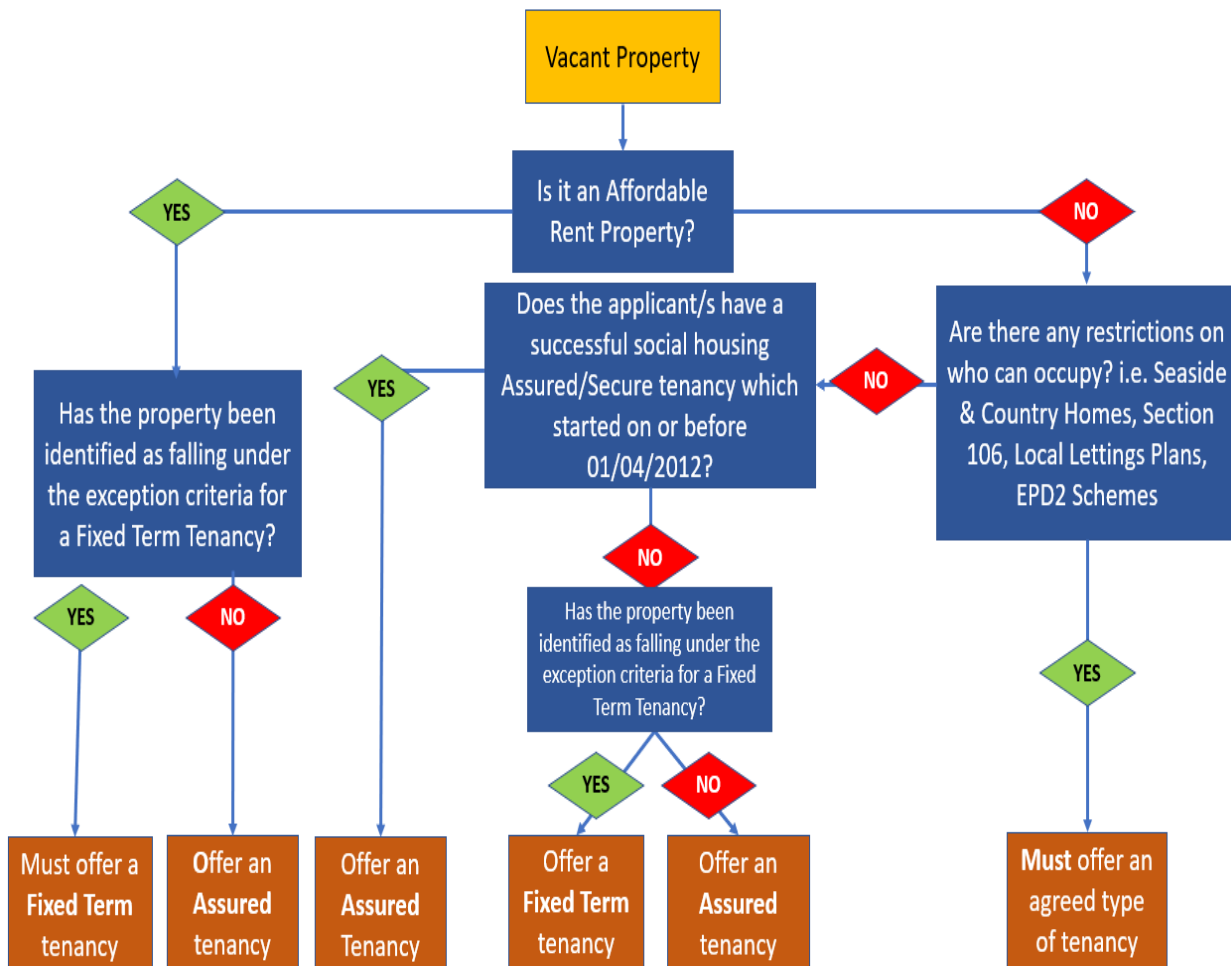 Vacant Property
Is it an Affordable
Rent Property?
YES
NO
Does the applicant/s have a
successful social housing
Assured/Secure tenancy which
started on or before
01/04/2012?
Are there any restrictions on
who can occupy? i.e. Seaside
& Country Homes, Section
106, Local Lettings Plans,
EPD2 Schemes
NO
YES
Has the property been
identified as falling under
the exception criteria for
a Fixed Term Tenancy?
NO
YES
NO
Has the property been
identified as falling under the
exception criteria for a Fixed
Term Tenancy?
YES
YES
NO
Must offer a
Fixed Term
tenancy
Offer an
Assured
tenancy
Offer an
Assured
Tenancy
Offer a
Fixed Term
tenancy
Offer an
Assured
tenancy
Must offer an
agreed type
of tenancy